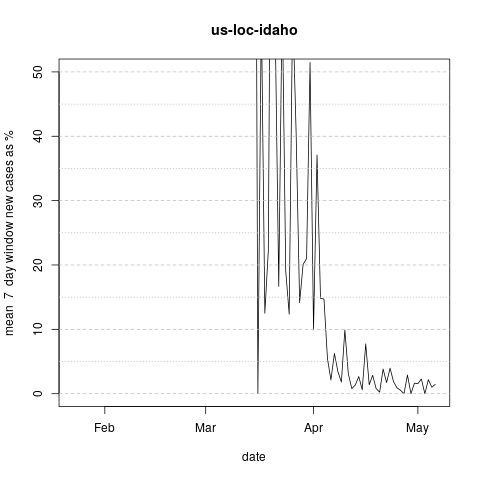 us-loc-idaho
mean 7 day window new cases as %
50
40
30
20
10
0
Feb
Mar
Apr
May
date